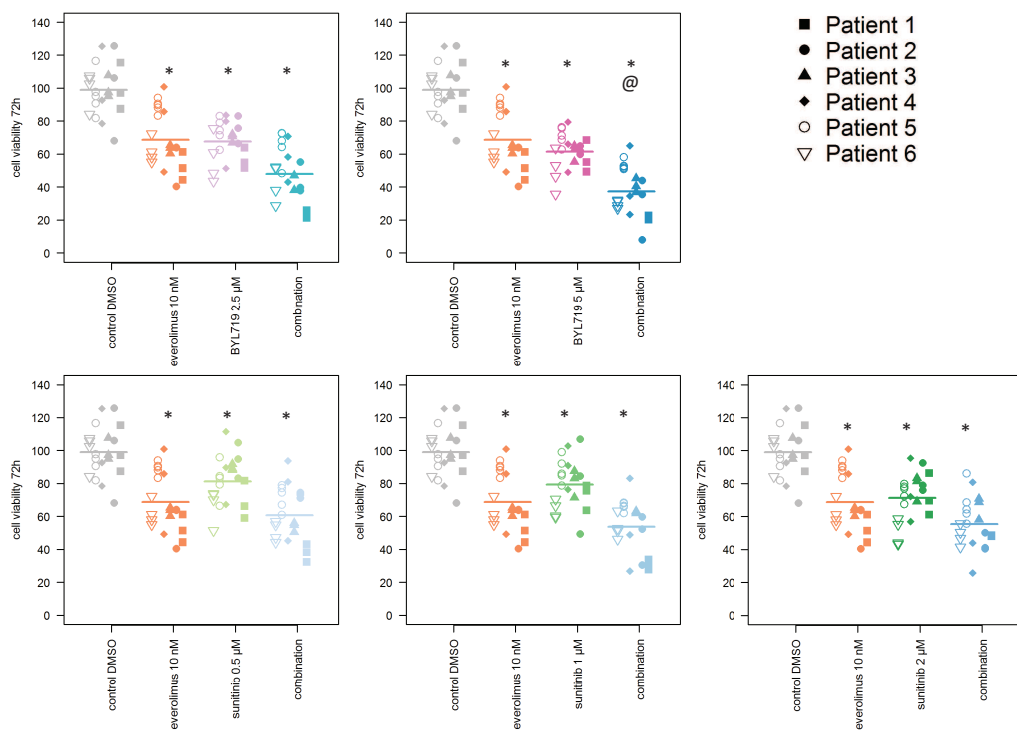 140
120
100
80
60
40
20
0
cell viability 72h
*
*
*
control DMSO
everolimus 10 nM
BYL719 2.5 µM
combnation
140
120
100
80
60
40
20
0
cell viability 72h
*
*
*
@
control DMSO
everolimus 10 nM
BYL719 5 µM
combnation
Patient 1
Patient 2
Patient 3
Patient 4
Patient 5
Patient 6
140
120
100
80
60
40
20
0
cell viability 72h
*
*
*
control DMSO
everolimus 10 nM
sunitinib 0.5 µM
combination
140
120
100
80
60
40
20
0
cell viability 72h
*
*
*
control DMSO
everolimus 10 nM
sunitinib 1 µM
combination
140
120
100
80
60
40
20
0
cell viability 72h
*
*
*
control DMSO
everolimus 10 nM
sunitinib 2 µM
combination